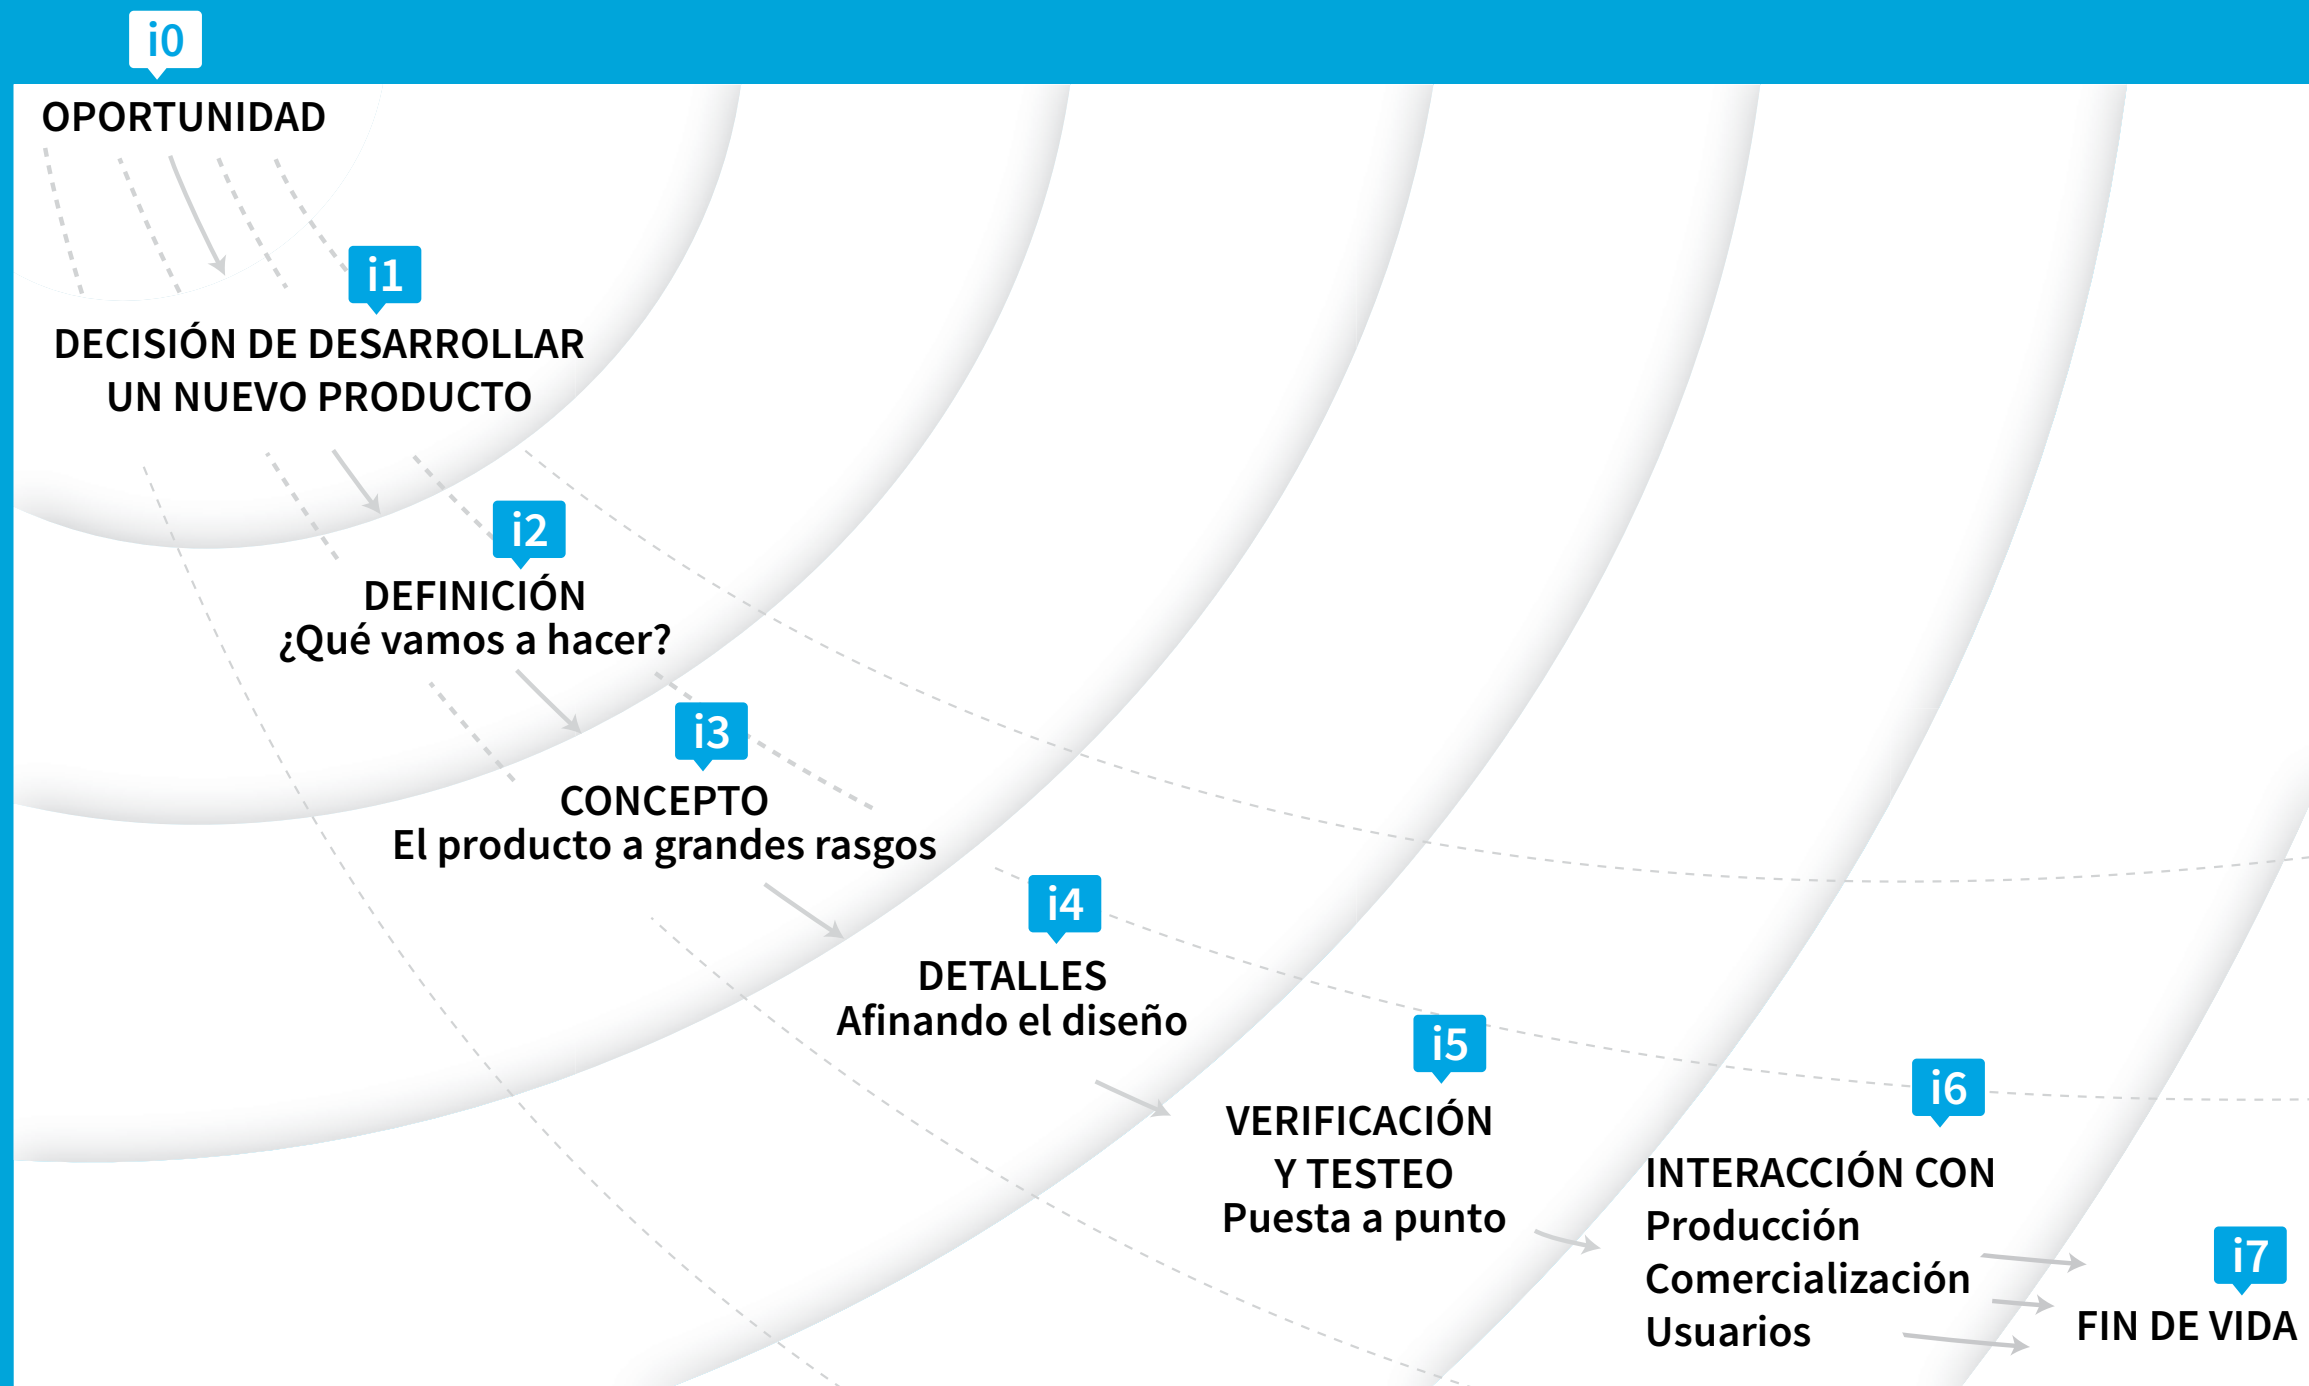 i0
OPORTUNIDAD
i1
DECISIÓN DE DESARROLLAR
UN NUEVO PRODUCTO
i2
DEFINICIÓN
¿Qué vamos a hacer?
i3
CONCEPTO
El producto a grandes rasgos
i4
DETALLES
Afinando el diseño
i5
VERIFICACIÓN
Y TESTEO
Puesta a punto
i6
INTERACCIÓN CON
Producción
Comercialización
Usuarios
i7
FIN DE VIDA